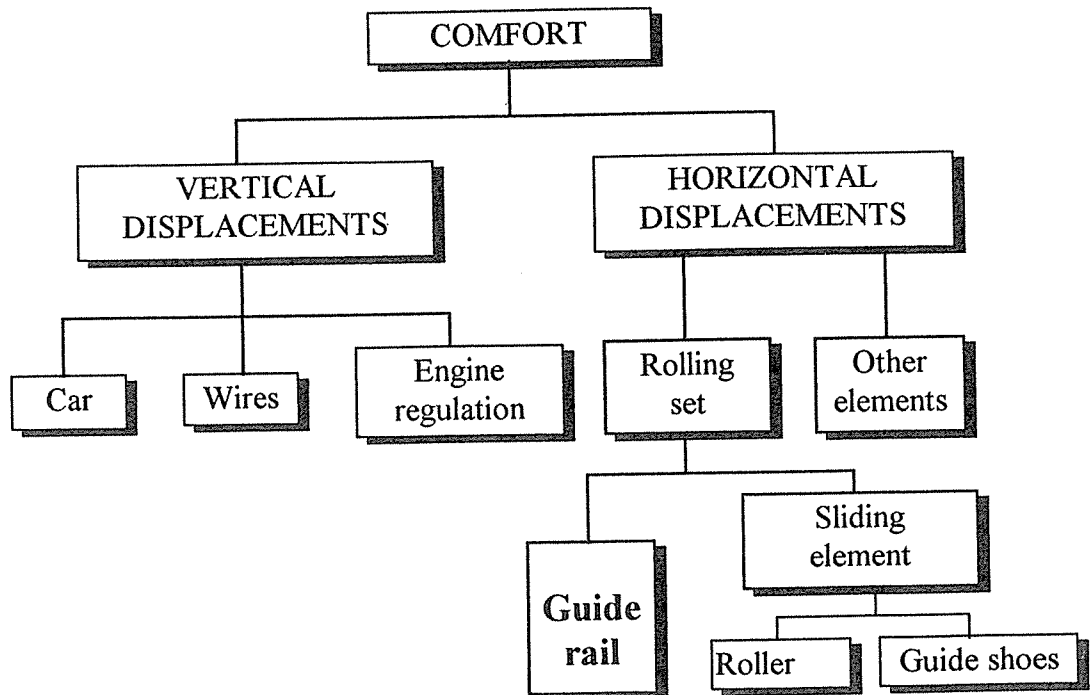 COMFORT
VERTICAL
DISPLACEMENTS
HORIZONTAL
DISPLACEMENTS
Car
Wires
Engine
regulation
Rolling
set
Other
elements
Guide
rail
Sliding
element
Roller
Guide shoes